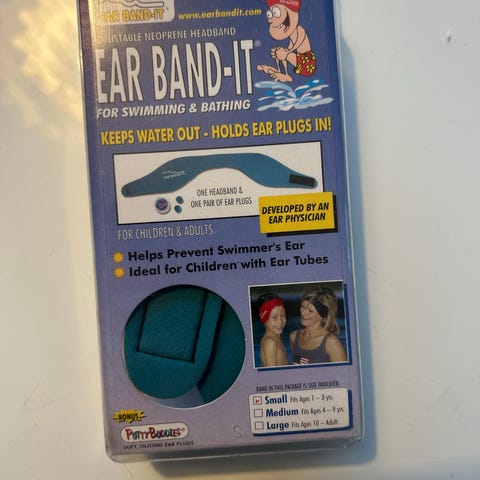 EAR BAND-IT®
www.earbandit.com
ADJUSTABLE NEOPRENE HEADBAND
EAR BAND-IT®
FOR SWIMMING & BATHING
KEEPS WATER OUT - HOLDS EAR PLUGS IN!
ONE HEADBAND &
ONE PAIR OF EAR PLUGS
DEVELOPED BY AN
EAR PHYSICIAN
FOR CHILDREN & ADULTS
Helps Prevent Swimmer's Ear
Ideal for Children with Ear Tubes
BAND IN THIS PACKAGE IS SIZE INDICATED:
Small Fits Ages 1 - 3 yrs.
Medium Fits Ages 4 - 9 yrs.
Large Fits Ages 10 - Adult
BONUS
PUTTY BUDDIES®
SOFT, SILICONE EAR PLUGS